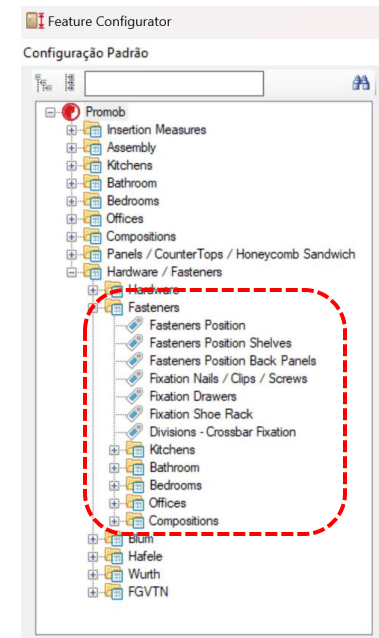 Feature Configurator
Configuração Padrão
Promob
Insertion Measures
Assembly
Kitchens
Bathroom
Bedrooms
Offices
Compositions
Panels / CounterTops / Honeycomb Sandwich
Hardware / Fasteners
Hardware
Fasteners
Fasteners Position
Fasteners Position Shelves
Fasteners Position Back Panels
Fixation Nails / Clips / Screws
Fixation Drawers
Fixation Shoe Rack
Divisions - Crossbar Fixation
Kitchens
Bathroom
Bedrooms
Offices
Compositions
Blum
Hafele
Wurth
FGVTN